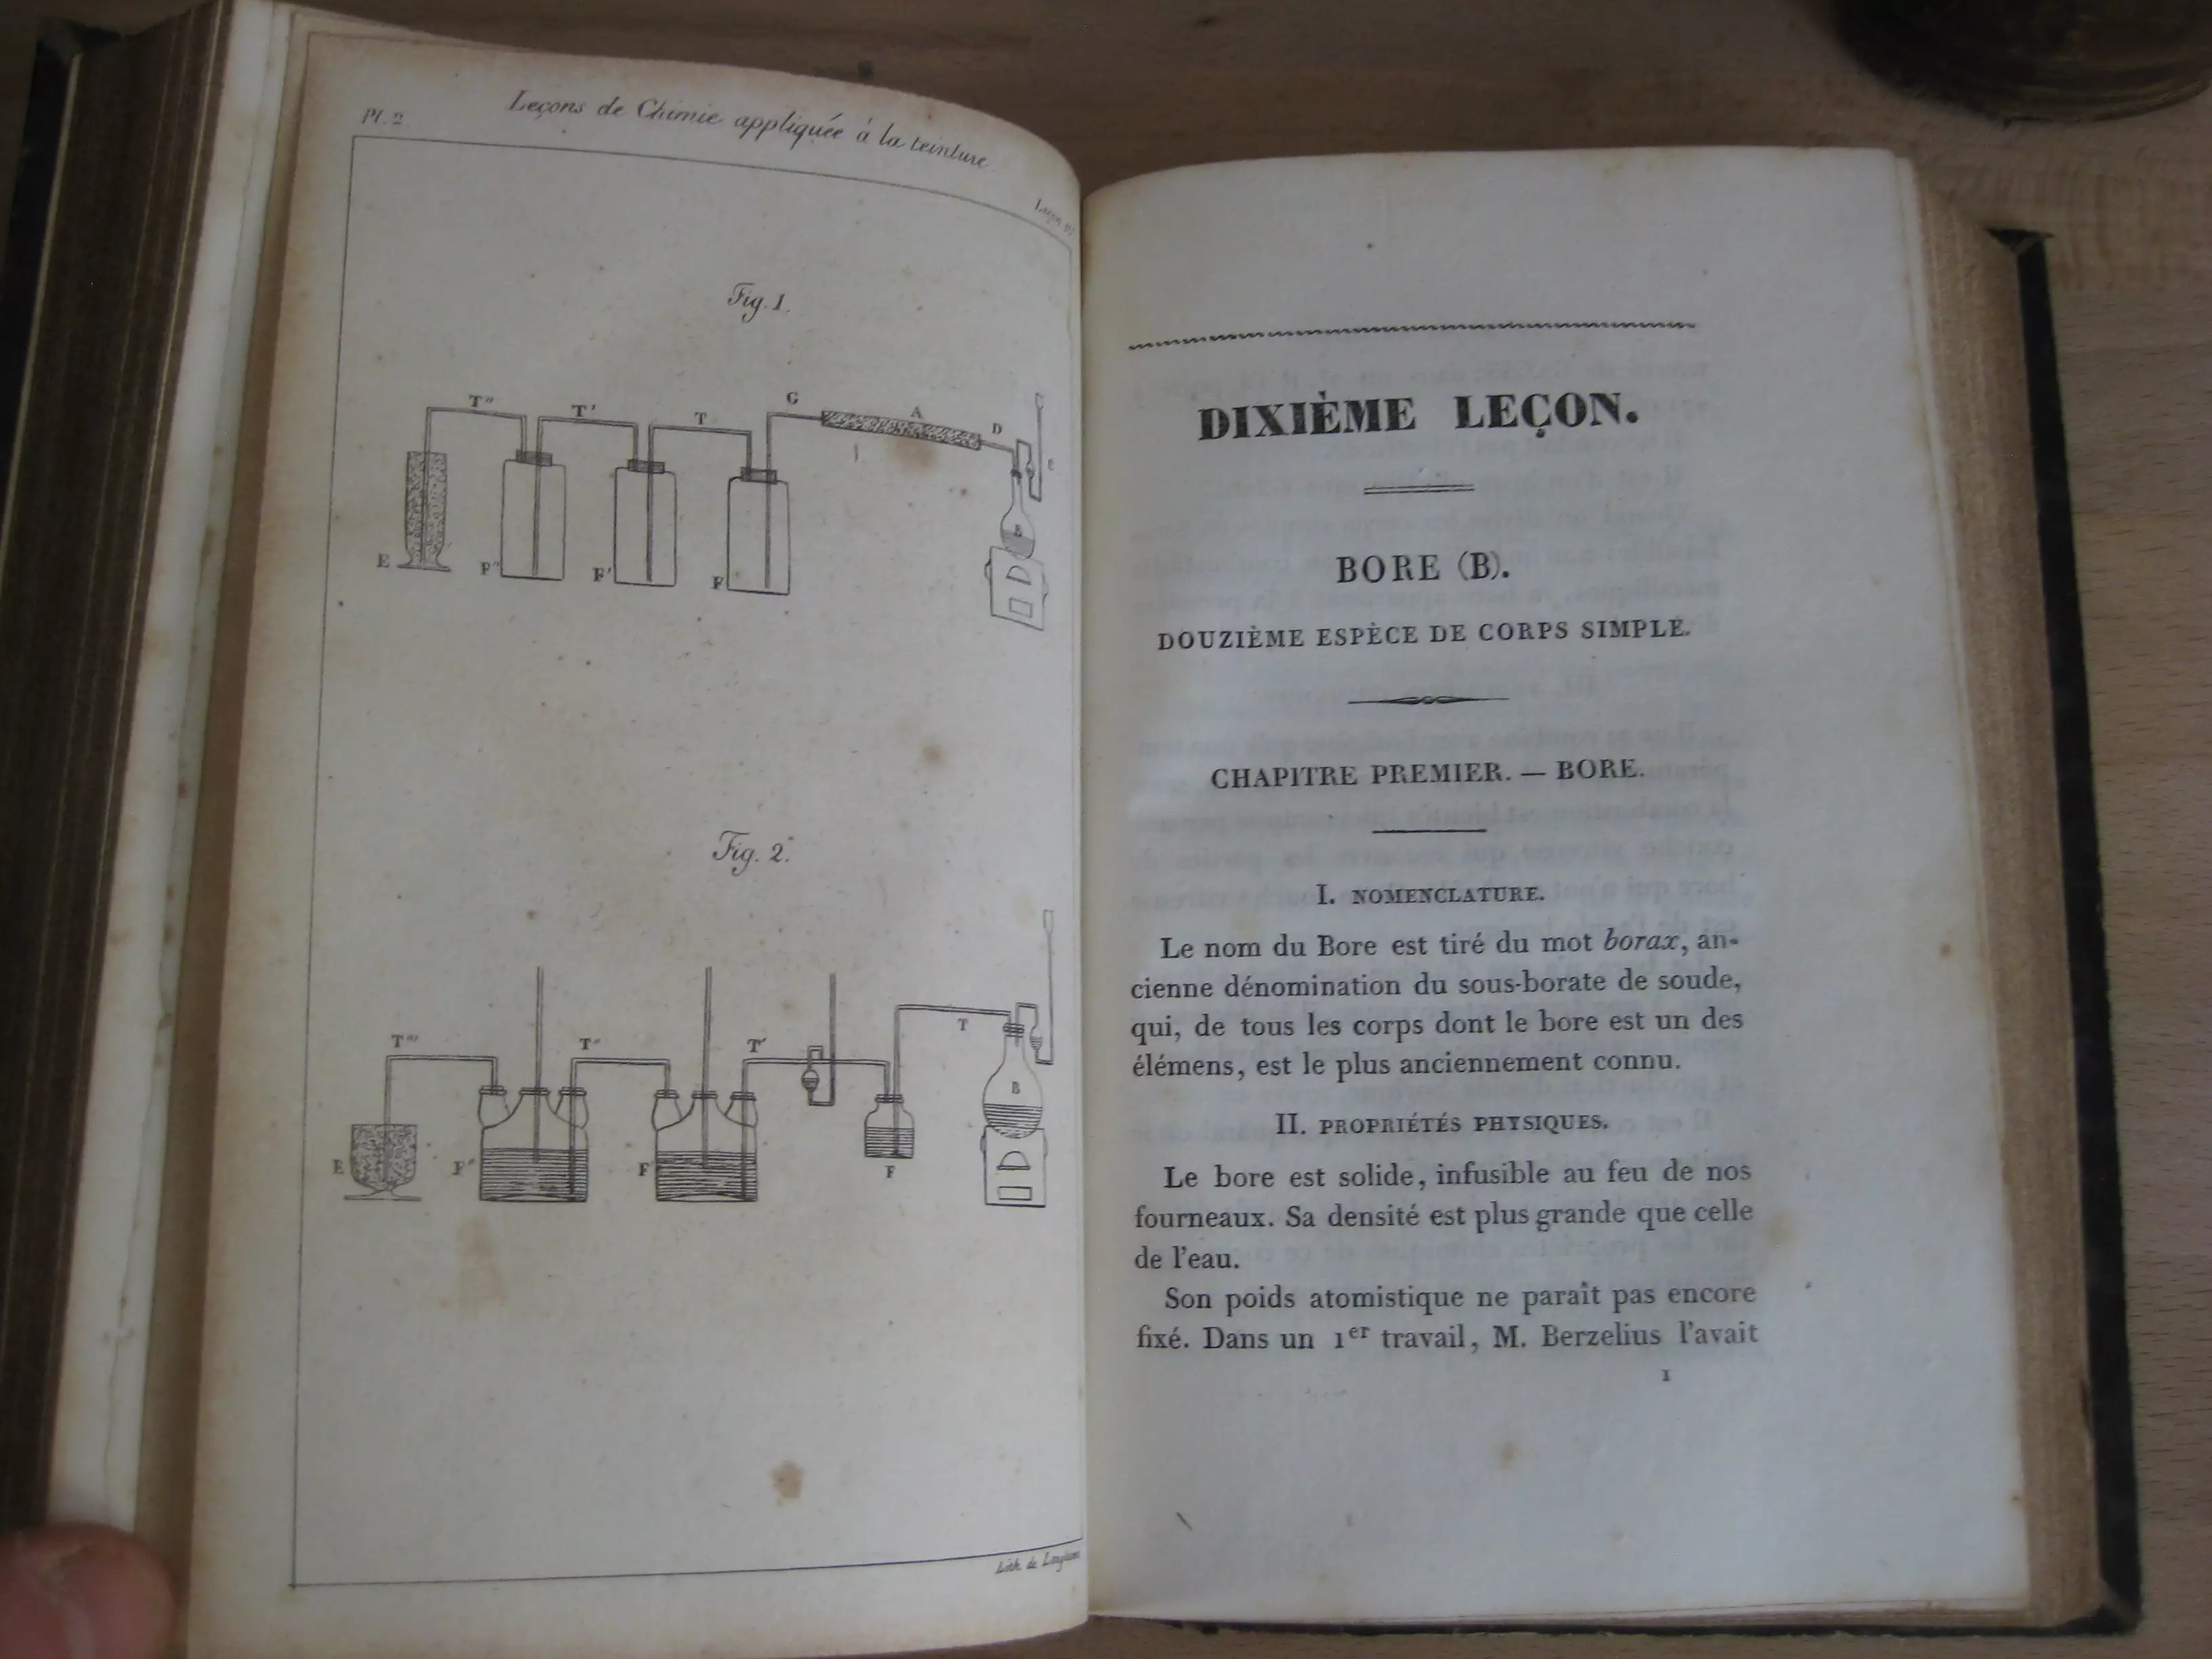 Pl. 2
Leçons de Chimie appliquée à la teinture
Leçon
Fig. 1.
T" T' T G A D
E F" F' F B
Fig. 2.
T"' T" T' T
E F" F' F B
Lith. de
DIXIÈME LEÇON.
BORE (B).
DOUZIÈME ESPÈCE DE CORPS SIMPLE.
CHAPITRE PREMIER. — BORE.
I. NOMENCLATURE.
Le nom du Bore est tiré du mot borax, an-
cienne dénomination du sous-borate de soude,
qui, de tous les corps dont le bore est un des
élémens, est le plus anciennement connu.
II. PROPRIÉTÉS PHYSIQUES.
Le bore est solide, infusible au feu de nos
fourneaux. Sa densité est plus grande que celle
de l'eau.
Son poids atomistique ne paraît pas encore
fixé. Dans un 1er travail, M. Berzelius l'avait
1